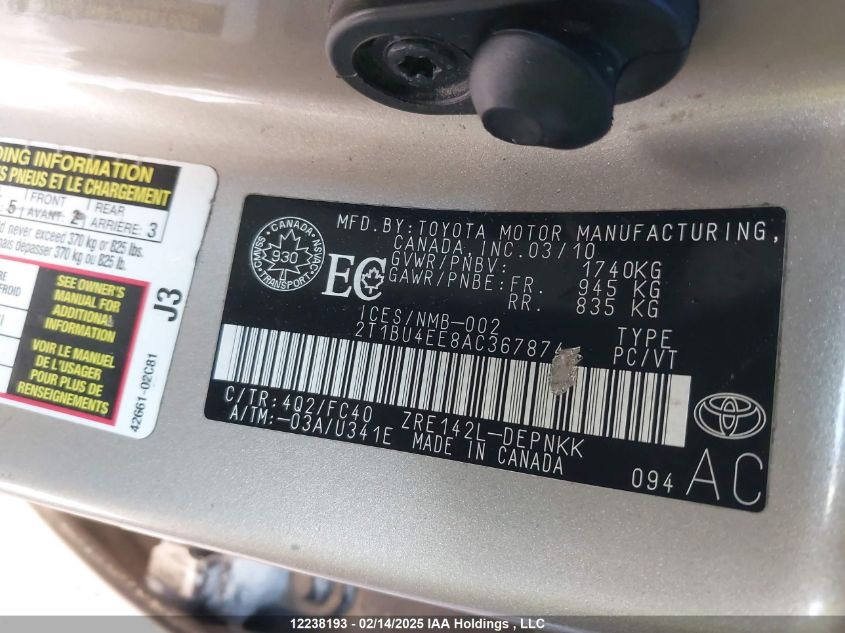 DING INFORMATION
S PNEUS ET LE CHARGEMENT
5 FRONT AVANT 2 REAR ARRIÈRE: 3
d never exceed 370 kg or 825 lbs.
mais dépasser 370 kg ou 825 lb.
RE
FROID
SEE OWNER'S
MANUAL FOR
ADDITIONAL
INFORMATION
VOIR LE MANUEL
DE L'USAGER
POUR PLUS DE
RENSEIGNEMENTS
J3
42661-02C81
CANADA
CMVSS
NSVAC
930
TRANSPORT
EC
MFD.BY:TOYOTA MOTOR MANUFACTURING,
CANADA, INC.03/10
GVWR/PNBV: 1740KG
GAWR/PNBE:FR. 945 KG
RR. 835 KG
ICES/NMB-002
2T1BU4EE8AC36787
TYPE
PC/VT
C/TR:4Q2/FC40 ZRE142L-DEPNKK
A/TM:-03A/U341E MADE IN CANADA
094 AC
12238193 - 02/14/2025 IAA Holdings , LLC